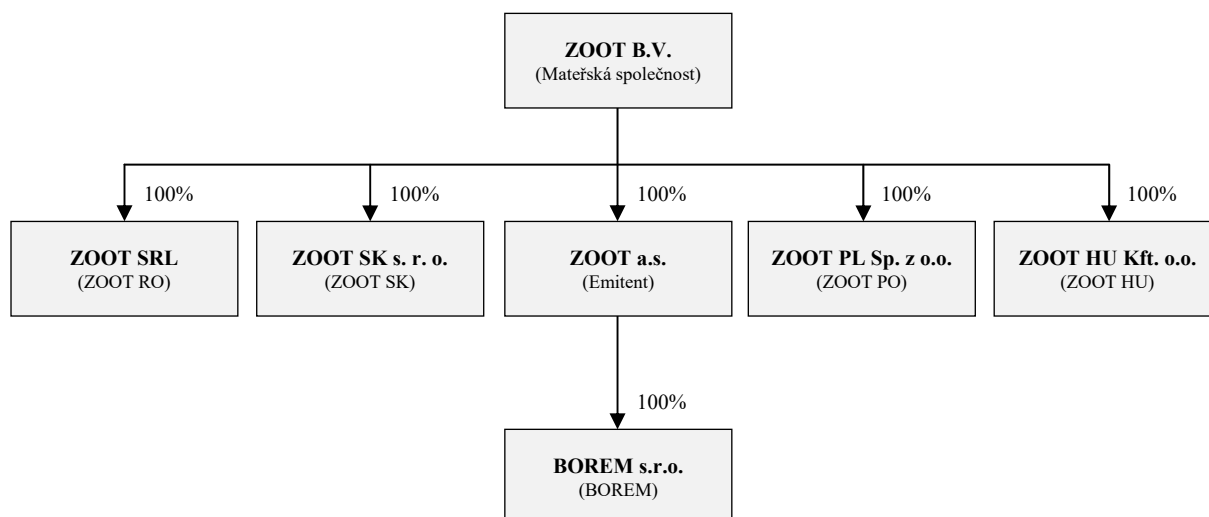 ZOOT B.V.
(Mateřská společnost)
100%
100%
100%
100%
100%
ZOOT SRL
(ZOOT RO)
ZOOT SK s. r. o.
(ZOOT SK)
ZOOT a.s.
(Emitent)
ZOOT PL Sp. z o.o.
(ZOOT PO)
ZOOT HU Kft. o.o.
(ZOOT HU)
100%
BOREM s.r.o.
(BOREM)